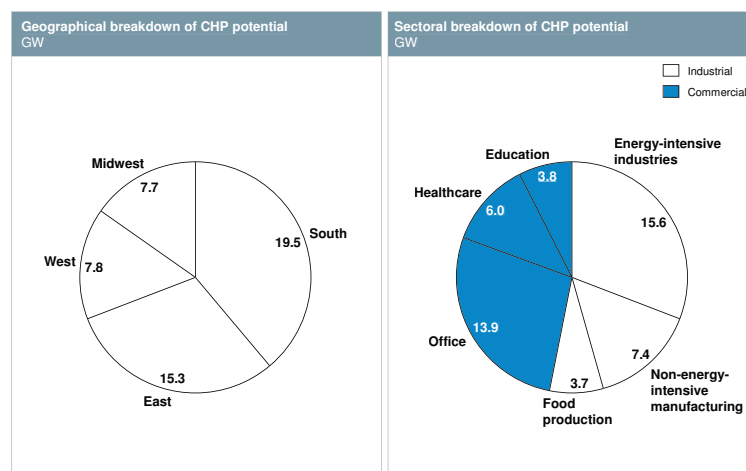 Geographical breakdown of CHP potential
GW
Midwest
7.7
South
19.5
West
7.8
15.3
East
Sectoral breakdown of CHP potential
GW
Industrial
Commercial
Education
3.8
Energy-intensive
industries
15.6
Healthcare
6.0
13.9
Office
7.4
Non-energy-
intensive
manufacturing
3.7
Food
production